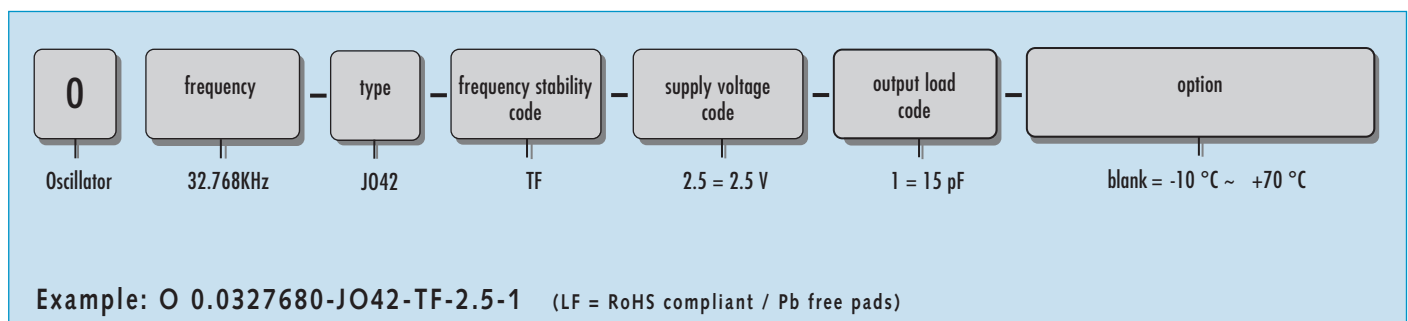 O
frequency
type
frequency stability
code
supply voltage
code
output load
code
option
Oscillator
32.768KHz
JO42
TF
2.5 = 2.5 V
1 = 15 pF
blank = -10 °C ~ +70 °C
Example: O 0.0327680-JO42-TF-2.5-1 (LF = RoHS compliant / Pb free pads)